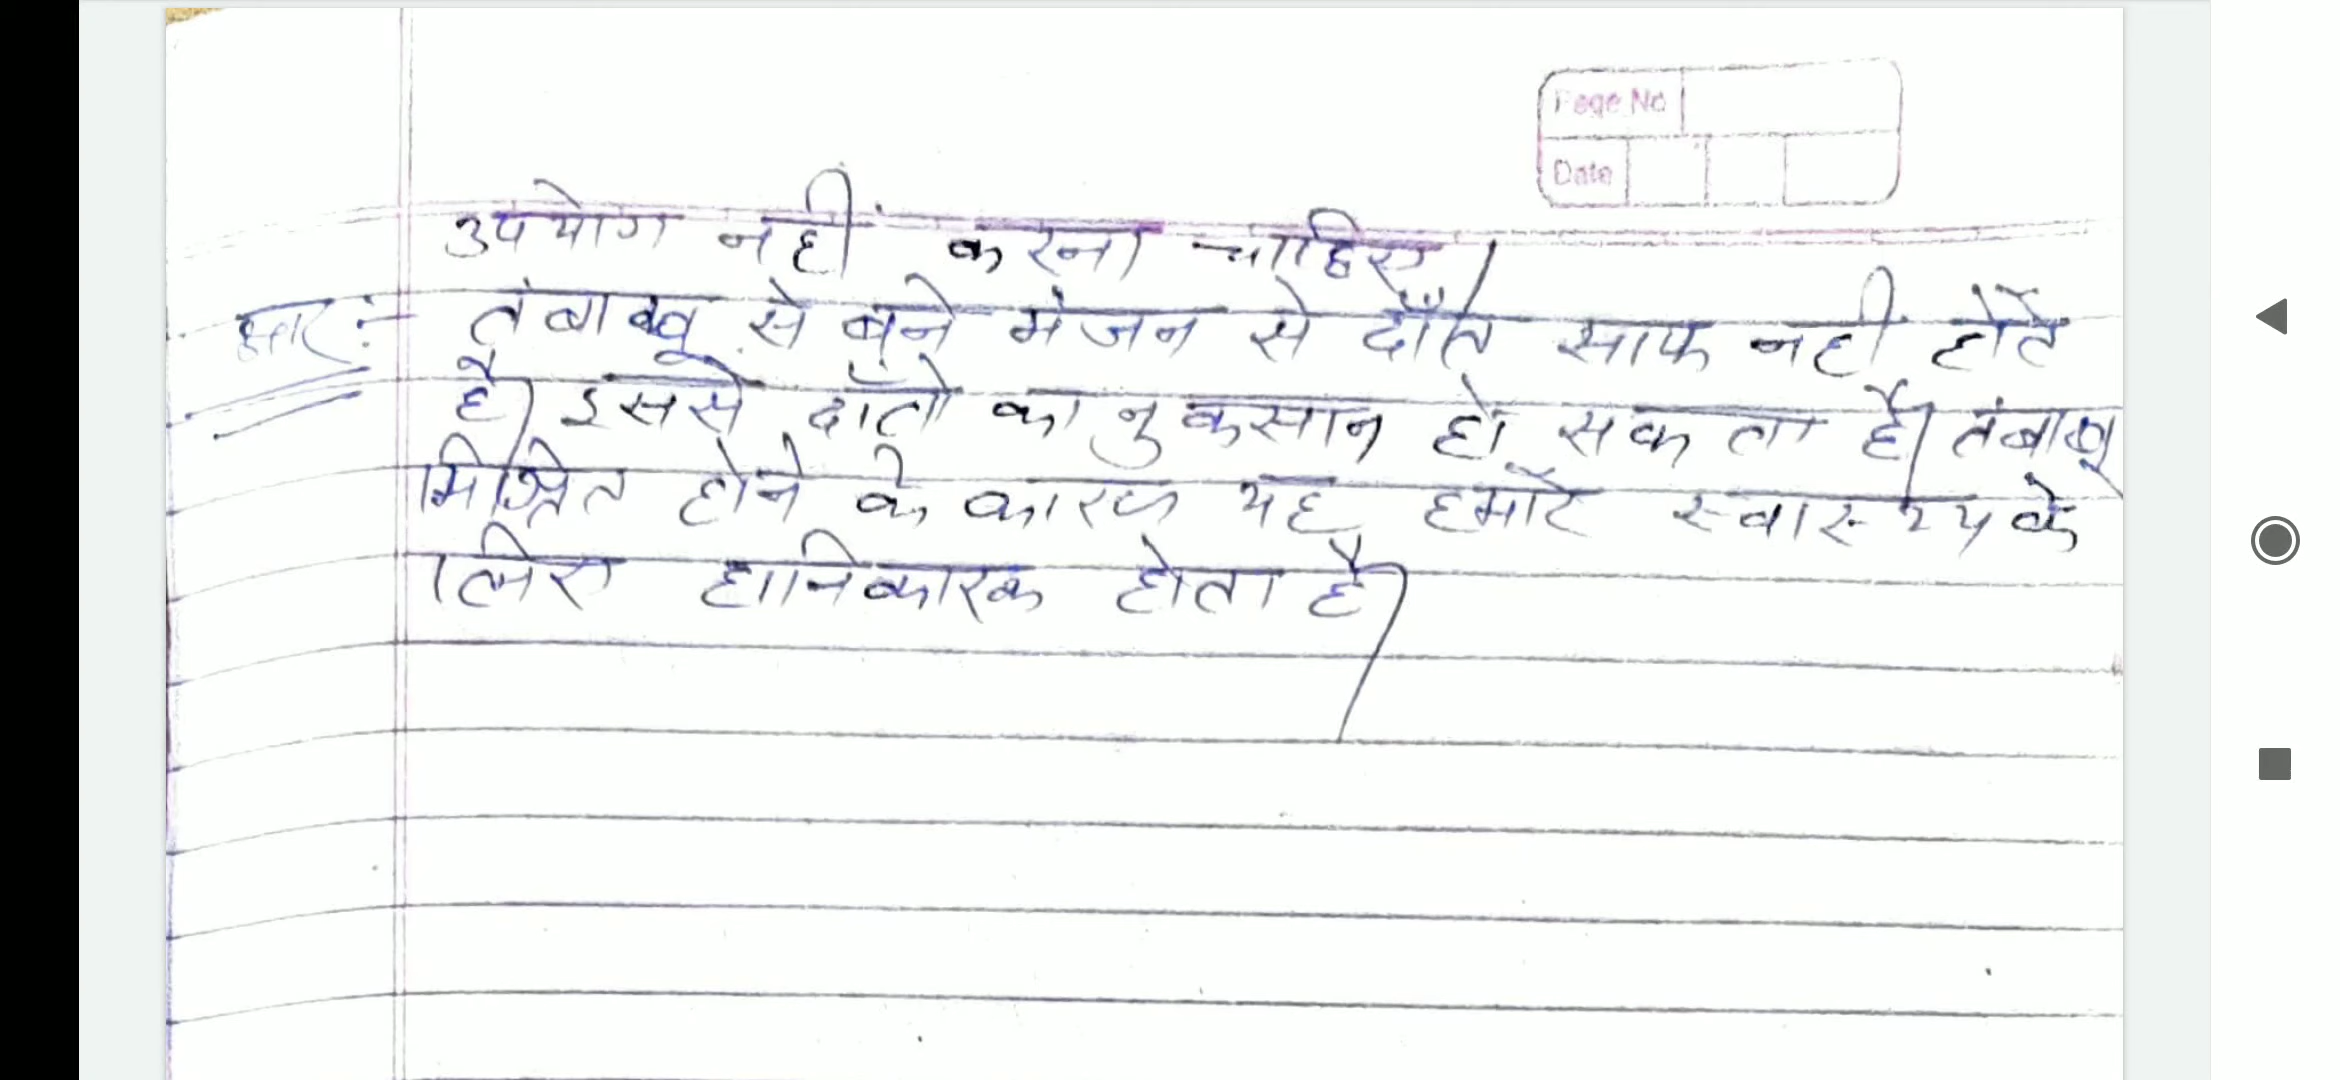 Page No
Date
उपयोग नहीं करना चाहिए।
सार:- तंबाखू से बने मंजन से दाँत साफ नहीं होते
है। इससे दाँतो का नुकसान हो सकता है। तंबाखू
मिश्रित होने के कारण यह हमारे स्वास्थ्य के
लिए हानिकारक होता है।